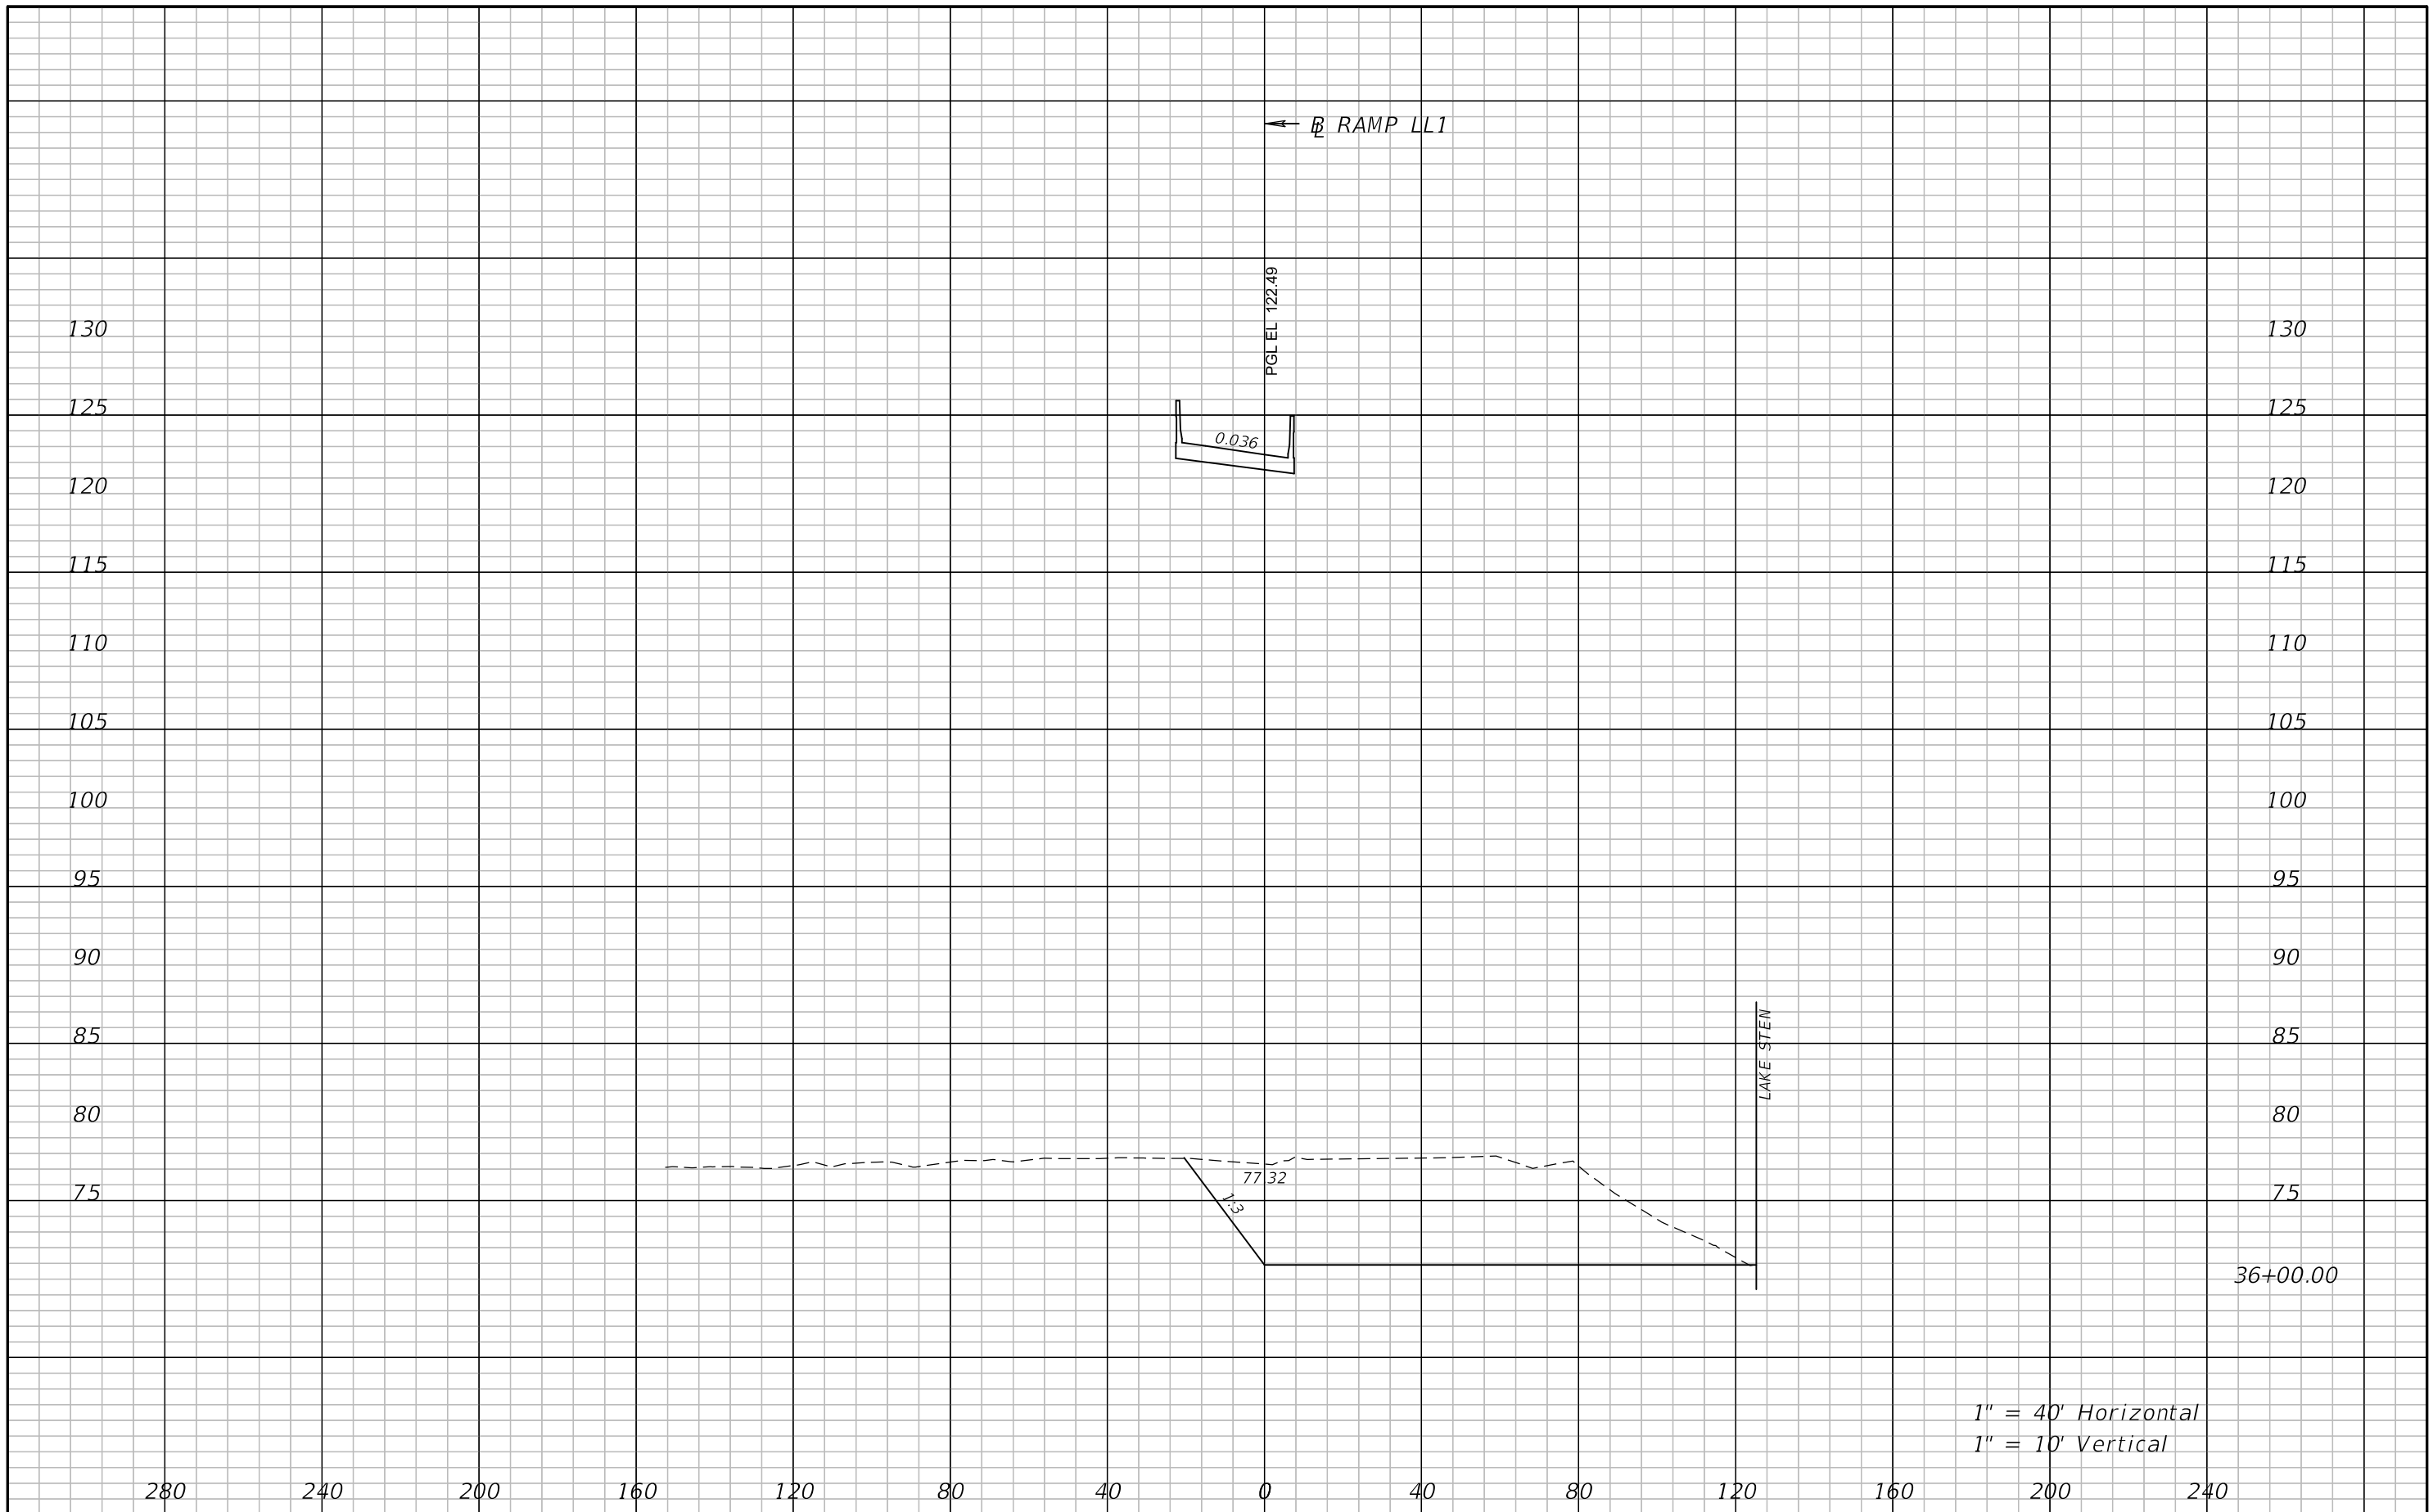 ℄ RAMP LL1
PGL EL 122.49
130 130
125 125
0.036
120 120
115 115
110 110
105 105
100 100
95 95
90 90
85 85
LAKE STEN
80 80
77.32
75 75
1:3
36+00.00
1" = 40' Horizontal
1" = 10' Vertical
280 240 200 160 120 80 40 0 40 80 120 160 200 240